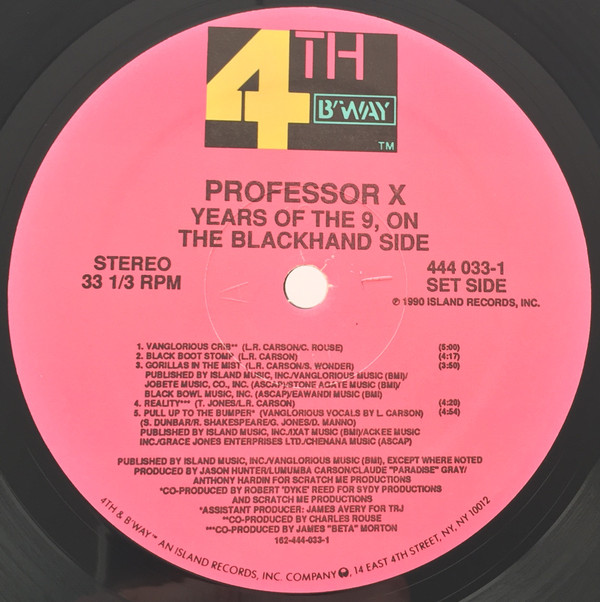 4TH
B'WAY
TM
PROFESSOR X
YEARS OF THE 9, ON
THE BLACKHAND SIDE
STEREO
33 1/3 RPM
444 033-1
SET SIDE
℗ 1990 ISLAND RECORDS, INC.
1. VANGLORIOUS CRIB** (L.R. CARSON/C. ROUSE) (5:00)
2. BLACK BOOT STOMP (L.R. CARSON) (4:17)
3. GORILLAS IN THE MIST (L.R. CARSON/S. WONDER) (3:50)
PUBLISHED BY ISLAND MUSIC, INC./VANGLORIOUS MUSIC (BMI)/
JOBETE MUSIC, CO., INC. (ASCAP)/STONE AGATE MUSIC (BMI)/
BLACK BOWL MUSIC, INC. (ASCAP)/EAWANDI MUSIC (BMI)
4. REALITY*** (T. JONES/L.R. CARSON) (4:20)
5. PULL UP TO THE BUMPER* (VANGLORIOUS VOCALS BY L. CARSON) (4:54)
(S. DUNBAR/R. SHAKESPEARE/G. JONES/D. MANNO)
PUBLISHED BY ISLAND MUSIC, INC./IXAT MUSIC (BMI)/ACKEE MUSIC
INC./GRACE JONES ENTERPRISES LTD./CHENANA MUSIC (ASCAP)
PUBLISHED BY ISLAND MUSIC, INC./VANGLORIOUS MUSIC (BMI), EXCEPT WHERE NOTED
PRODUCED BY JASON HUNTER/LUMUMBA CARSON/CLAUDE "PARADISE" GRAY/
ANTHONY HARDIN FOR SCRATCH ME PRODUCTIONS
*CO-PRODUCED BY ROBERT 'DYKE' REED FOR SYDY PRODUCTIONS
AND SCRATCH ME PRODUCTIONS
*ASSISTANT PRODUCER: JAMES AVERY FOR TRJ
**CO-PRODUCED BY CHARLES ROUSE
***CO-PRODUCED BY JAMES "BETA" MORTON
162-444-033-1
4TH & B'WAY™ AN ISLAND RECORDS, INC. COMPANY, 14 EAST 4TH STREET, NY, NY 10012